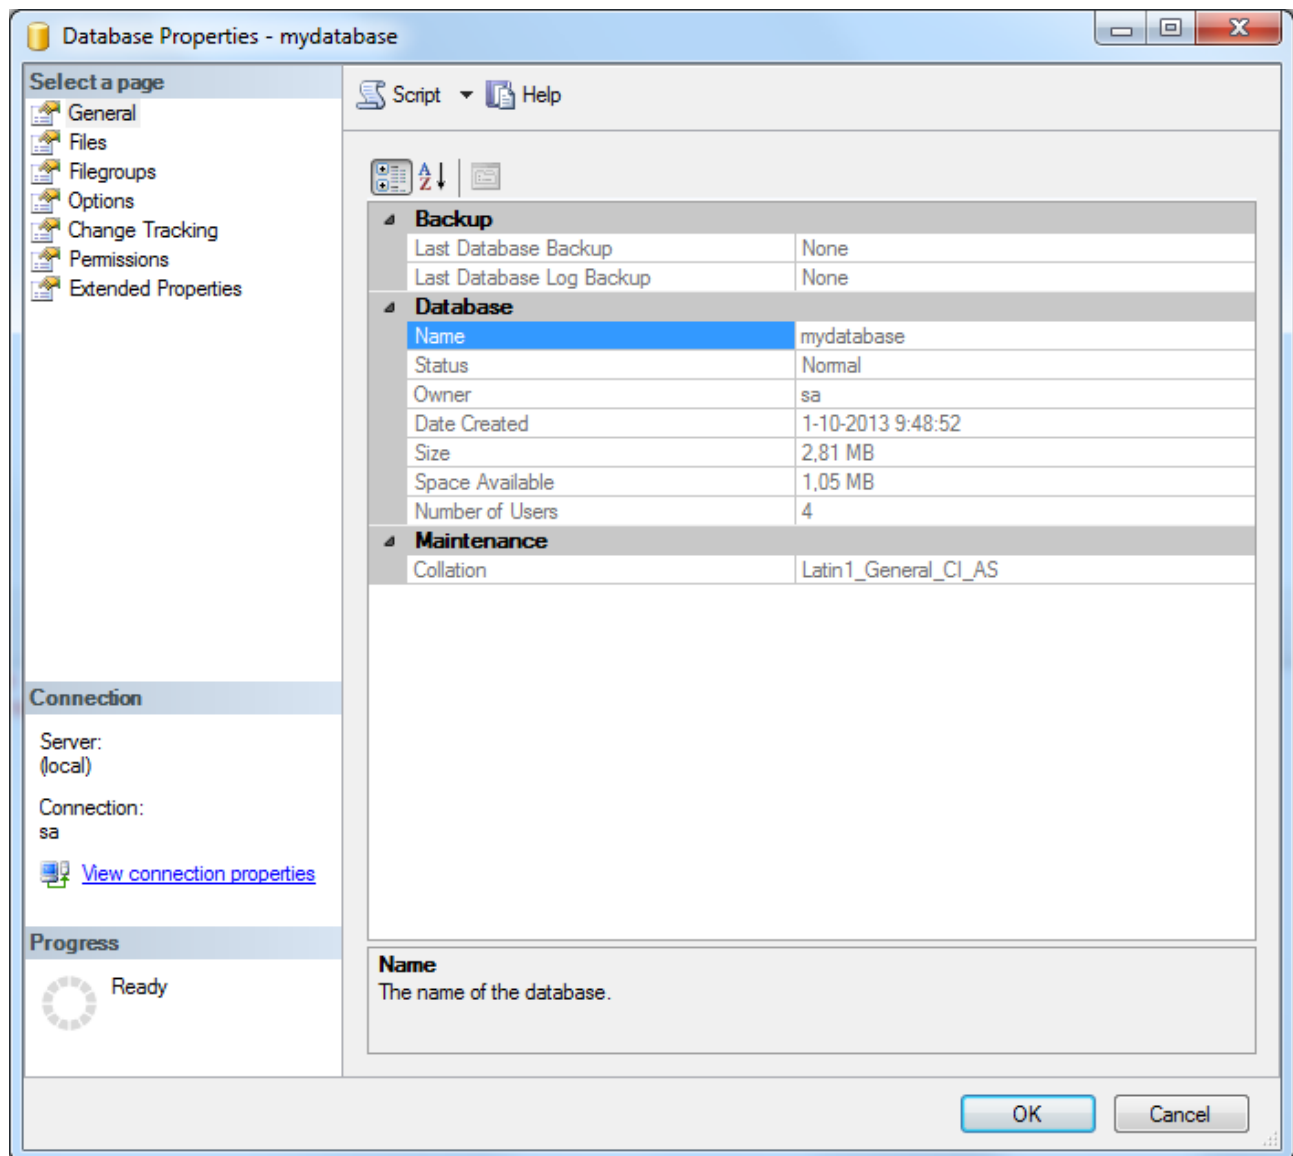 Database Properties - mydatabase
Select a page
General
Files
Filegroups
Options
Change Tracking
Permissions
Extended Properties
Connection
Server:
(local)
Connection:
sa
View connection properties
Progress
Ready
Script Help
Backup
Last Database Backup None
Last Database Log Backup None
Database
Name mydatabase
Status Normal
Owner sa
Date Created 1-10-2013 9:48:52
Size 2,81 MB
Space Available 1,05 MB
Number of Users 4
Maintenance
Collation Latin1_General_CI_AS
Name
The name of the database.
OK Cancel